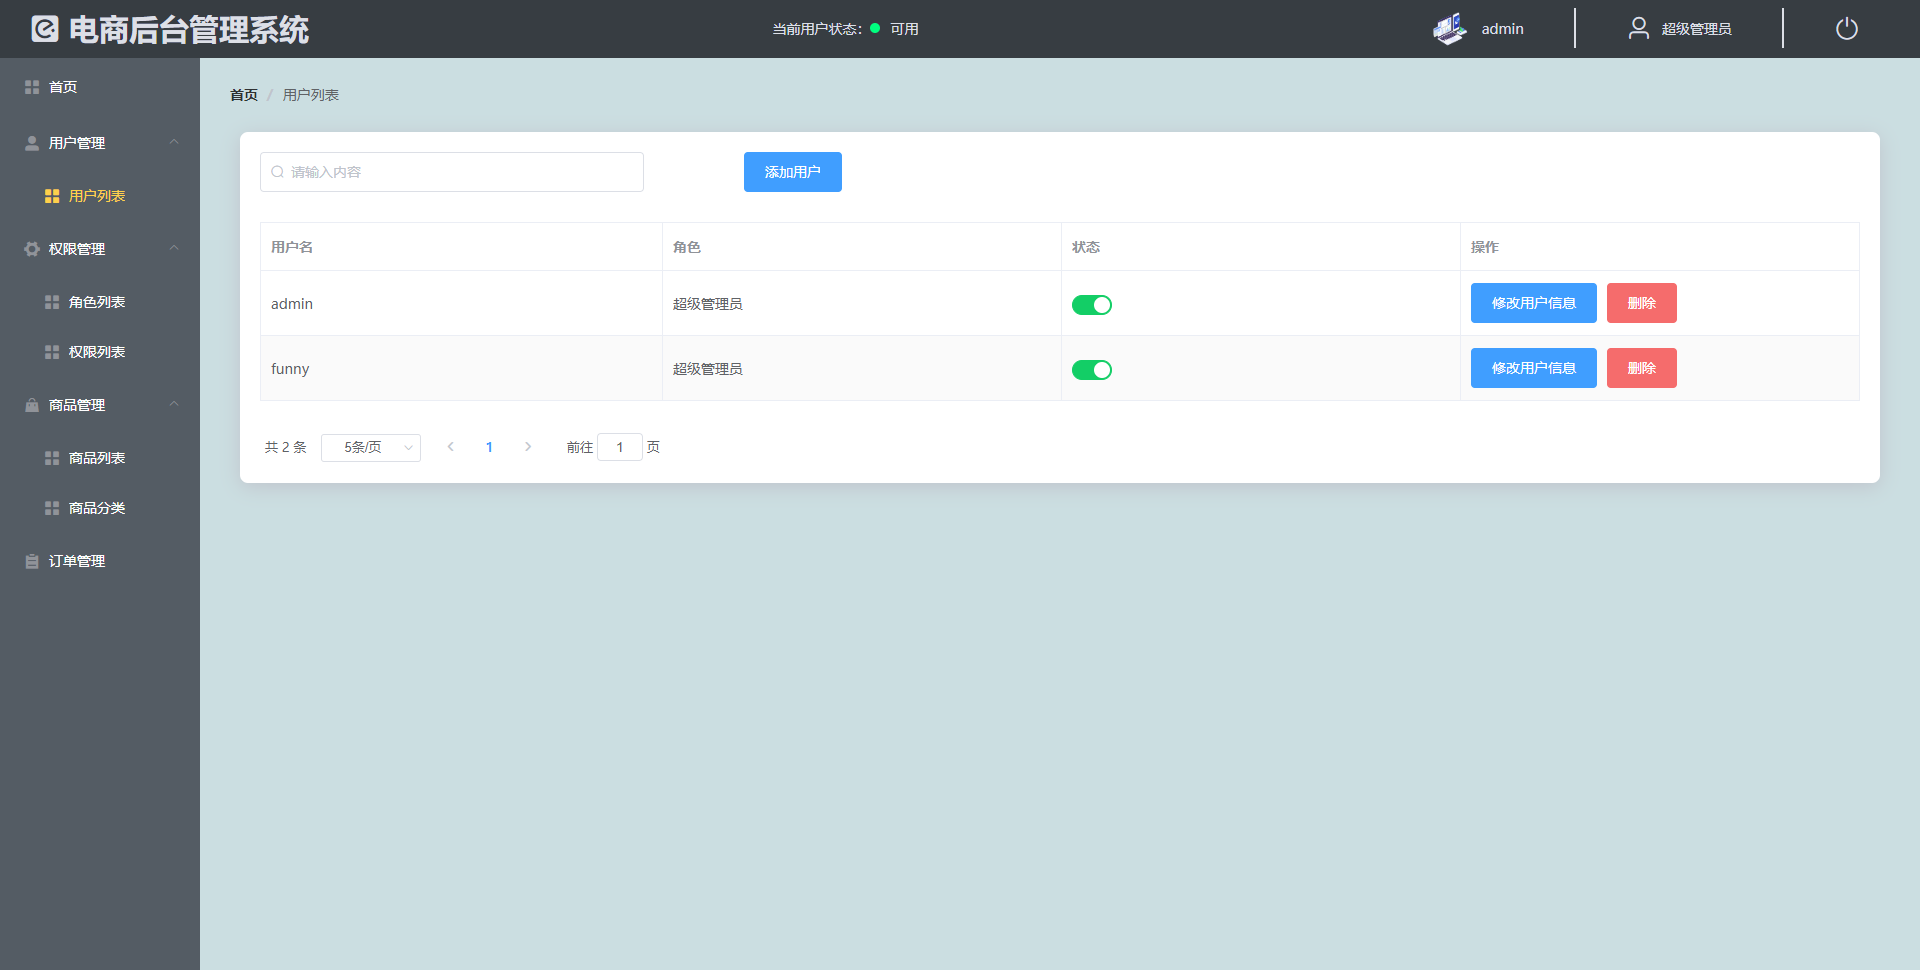 电商后台管理系统
当前用户状态: 可用
admin
超级管理员
首页
用户管理
用户列表
权限管理
角色列表
权限列表
商品管理
商品列表
商品分类
订单管理
首页 / 用户列表
请输入内容
添加用户
用户名 角色 状态 操作
admin 超级管理员 修改用户信息 删除
funny 超级管理员 修改用户信息 删除
共 2 条 5条/页 1 前往 1 页